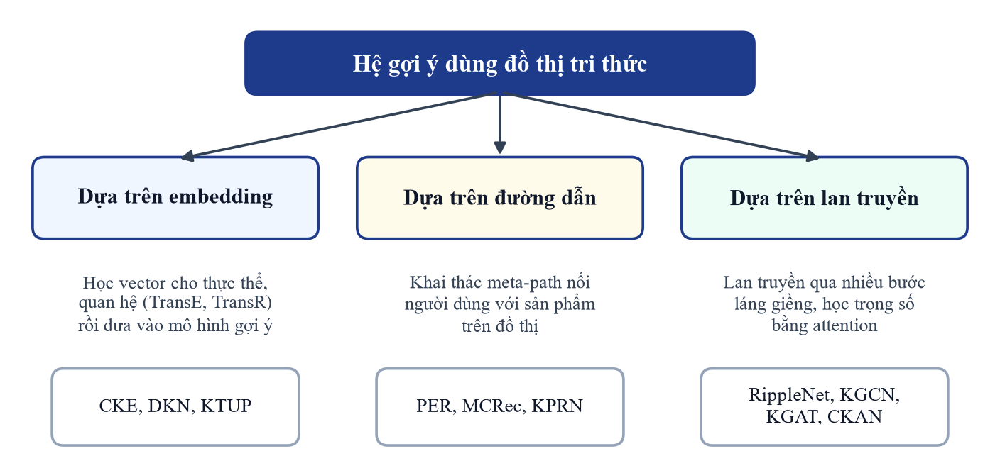 Hệ gợi ý dùng đồ thị tri thức
Dựa trên embedding
Dựa trên đường dẫn
Dựa trên lan truyền
Học vector cho thực thể,
quan hệ (TransE, TransR)
rồi đưa vào mô hình gợi ý
Khai thác meta-path nối
người dùng với sản phẩm
trên đồ thị
Lan truyền qua nhiều bước
láng giềng, học trọng số
bằng attention
CKE, DKN, KTUP
PER, MCRec, KPRN
RippleNet, KGCN,
KGAT, CKAN